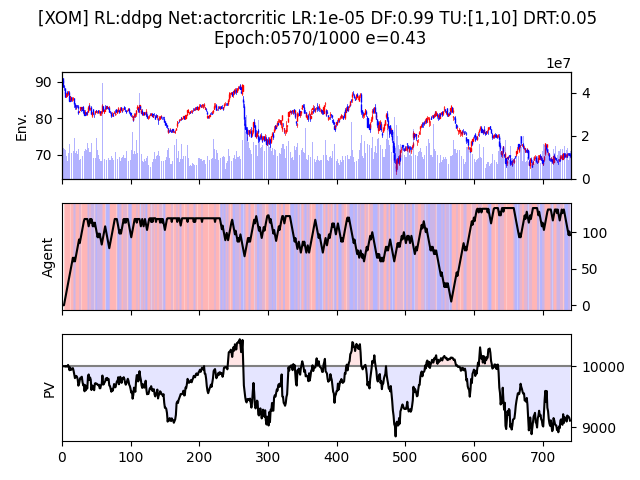 [XOM] RL:ddpg Net:actorcritic LR:1e-05 DF:0.99 TU:[1,10] DRT:0.05
Epoch:0570/1000 e=0.43
1e7
90
80
70
Env.
4
2
0
Agent
100
50
0
PV
10000
9000
0 100 200 300 400 500 600 700